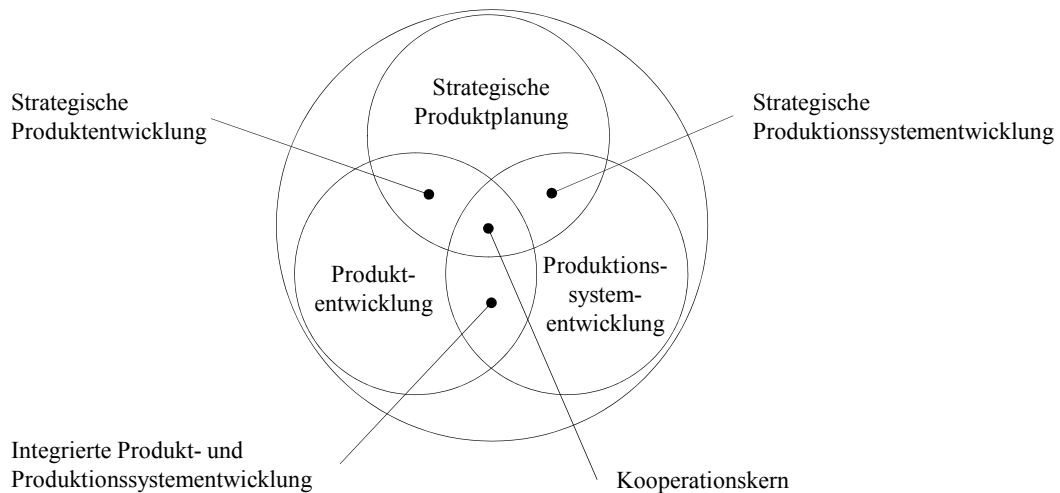 Strategische
Produktplanung
Strategische
Produktentwicklung
Strategische
Produktionssystementwicklung
Produkt-
entwicklung
Produktions-
system-
entwicklung
Integrierte Produkt- und
Produktionssystementwicklung
Kooperationskern